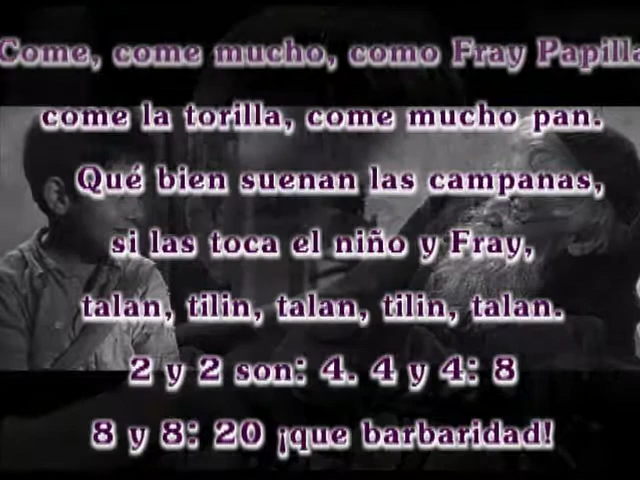 Come, come mucho, como Fray Papilla
come la torilla, come mucho pan.
Qué bien suenan las campanas,
si las toca el niño y Fray,
talan, tilin, talan, tilin, talan.
2 y 2 son: 4. 4 y 4: 8
8 y 8: 20 ¡que barbaridad!